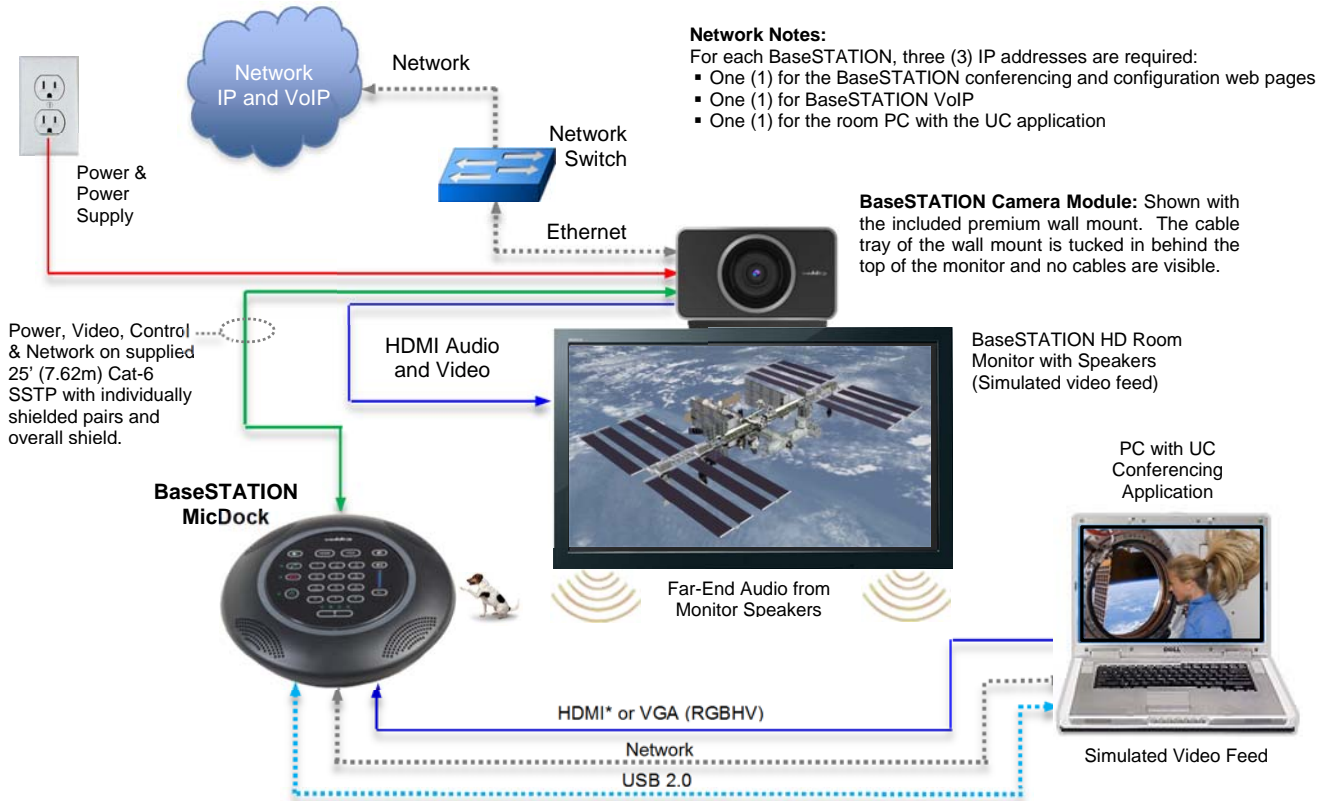 Network Notes:
For each BaseSTATION, three (3) IP addresses are required:
▪ One (1) for the BaseSTATION conferencing and configuration web pages
▪ One (1) for BaseSTATION VoIP
▪ One (1) for the room PC with the UC application
Network
IP and VoIP
Network
Network
Switch
Power &
Power
Supply
Ethernet
BaseSTATION Camera Module: Shown with
the included premium wall mount. The cable
tray of the wall mount is tucked in behind the
top of the monitor and no cables are visible.
Power, Video, Control
& Network on supplied
25' (7.62m) Cat-6
SSTP with individually
shielded pairs and
overall shield.
HDMI Audio
and Video
BaseSTATION HD Room
Monitor with Speakers
(Simulated video feed)
PC with UC
Conferencing
Application
BaseSTATION
MicDock
Far-End Audio from
Monitor Speakers
DELL
HDMI* or VGA (RGBHV)
Network
USB 2.0
Simulated Video Feed